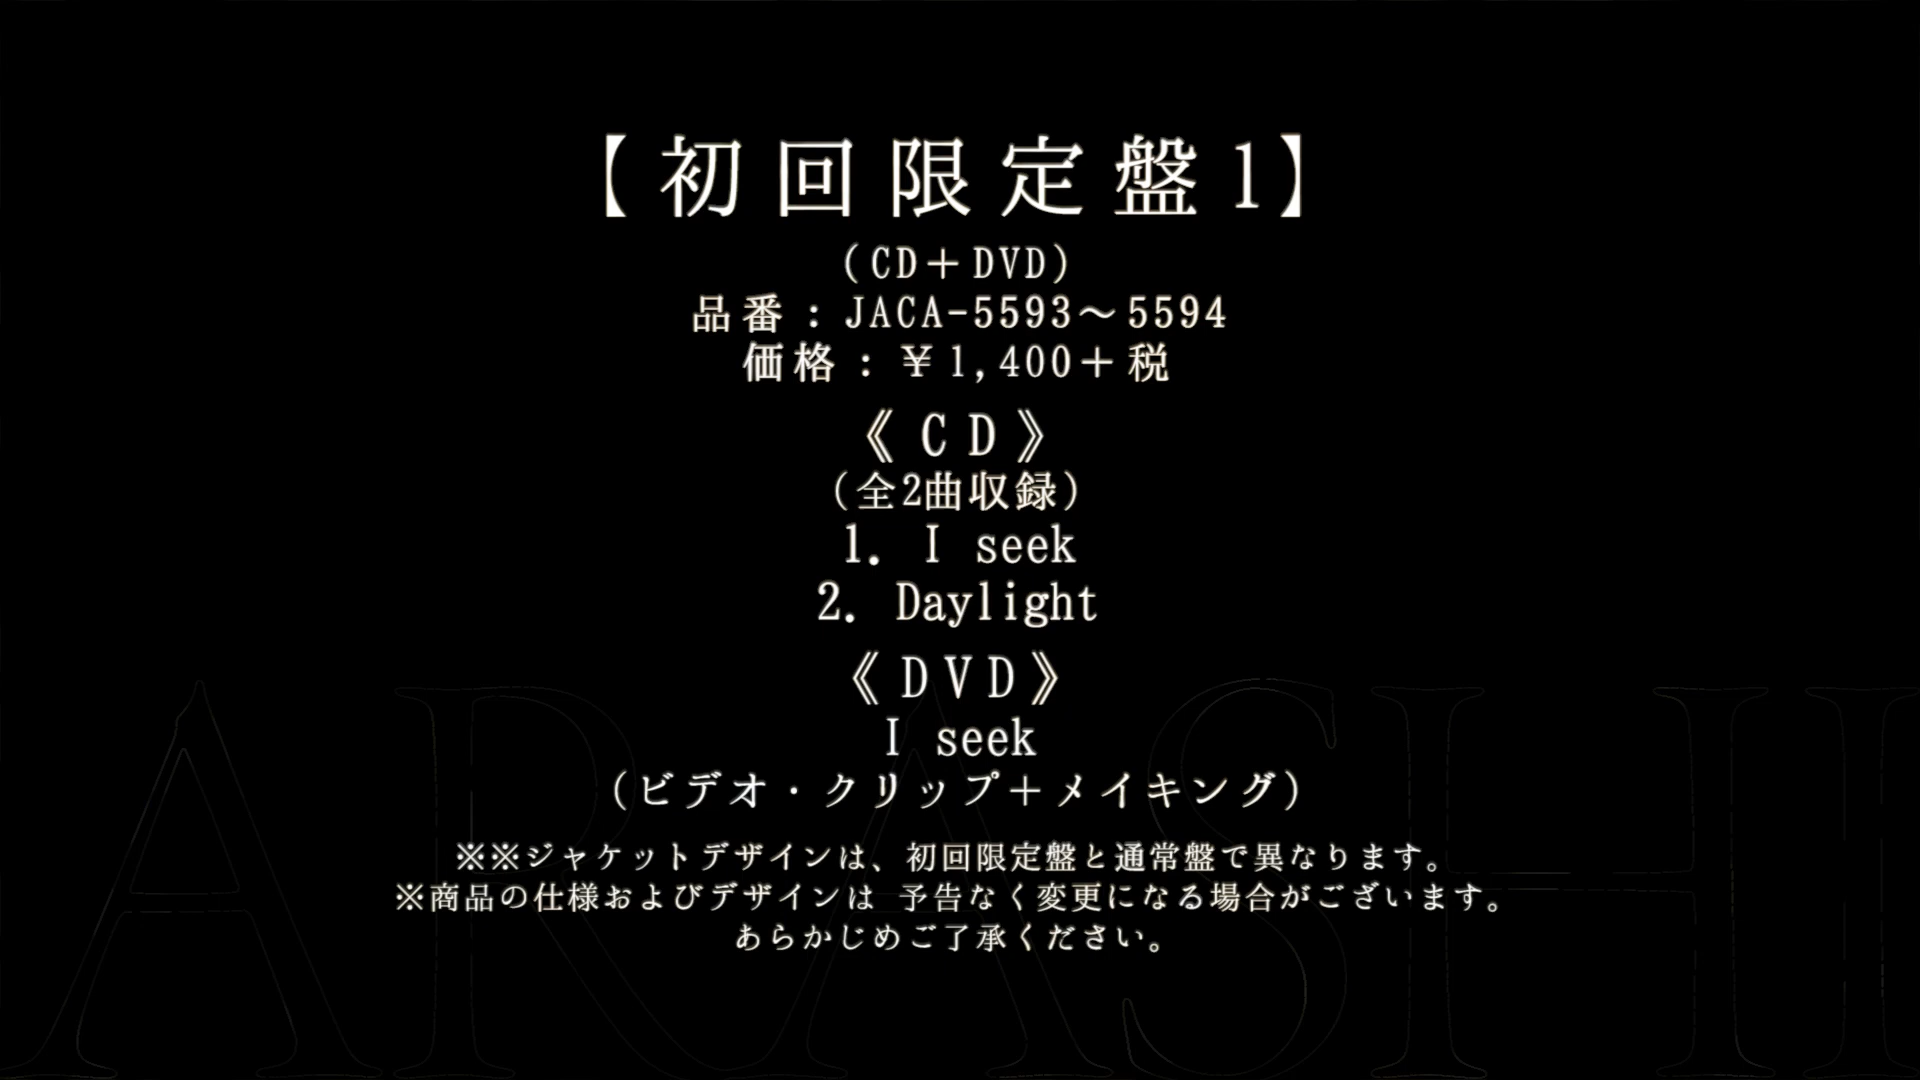 【初回限定盤1】
（CD＋DVD）
品番：JACA-5593～5594
価格：￥1,400＋税
《CD》
（全2曲収録）
1. I seek
2. Daylight
《DVD》
I seek
（ビデオ・クリップ＋メイキング）
※※ジャケットデザインは、初回限定盤と通常盤で異なります。
※商品の仕様およびデザインは 予告なく変更になる場合がございます。
あらかじめご了承ください。
ARASHI